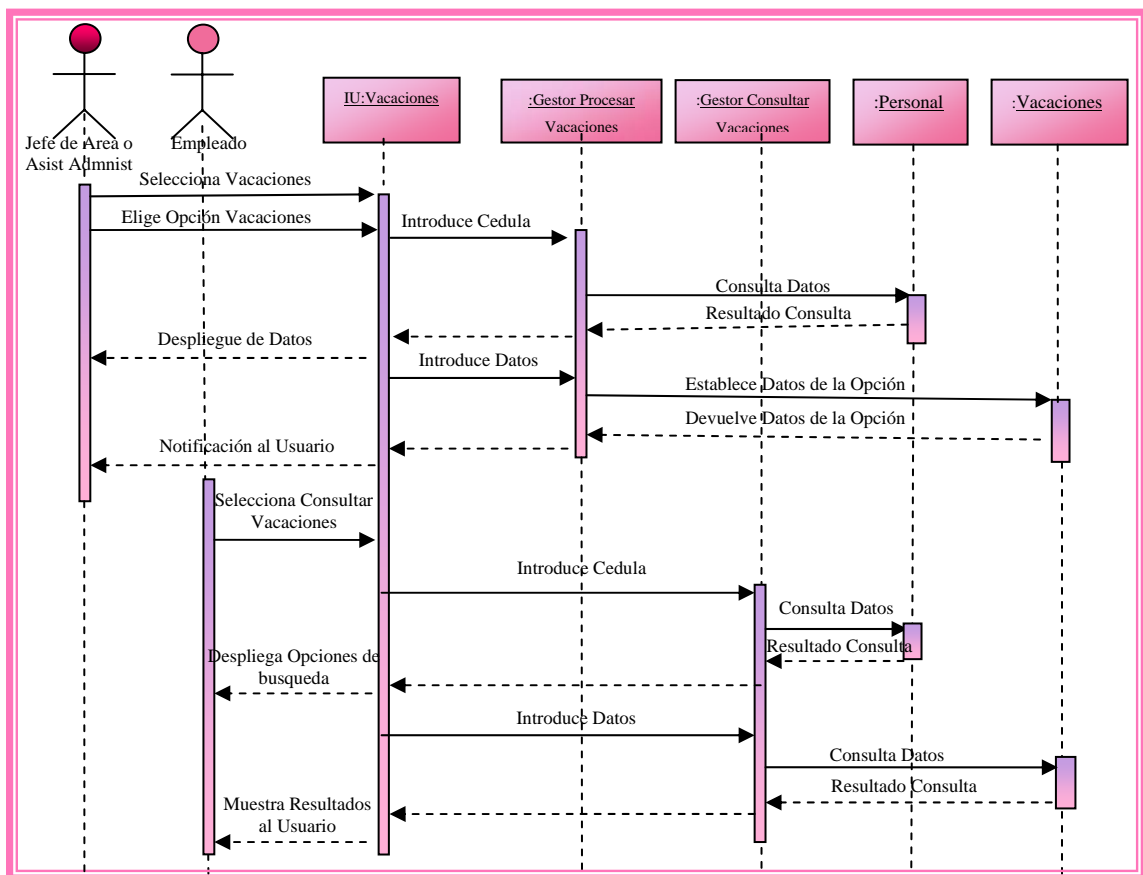 IU:Vacaciones
:Gestor Procesar
Vacaciones
:Gestor Consultar
Vacaciones
:Personal
:Vacaciones
Jefe de Area o
Asist Admnist
Empleado
Selecciona Vacaciones
Elige Opción Vacaciones
Introduce Cedula
Consulta Datos
Resultado Consulta
Despliegue de Datos
Introduce Datos
Establece Datos de la Opción
Devuelve Datos de la Opción
Notificación al Usuario
Selecciona Consultar
Vacaciones
Introduce Cedula
Consulta Datos
Resultado Consulta
Despliega Opciones de
busqueda
Introduce Datos
Consulta Datos
Resultado Consulta
Muestra Resultados
al Usuario